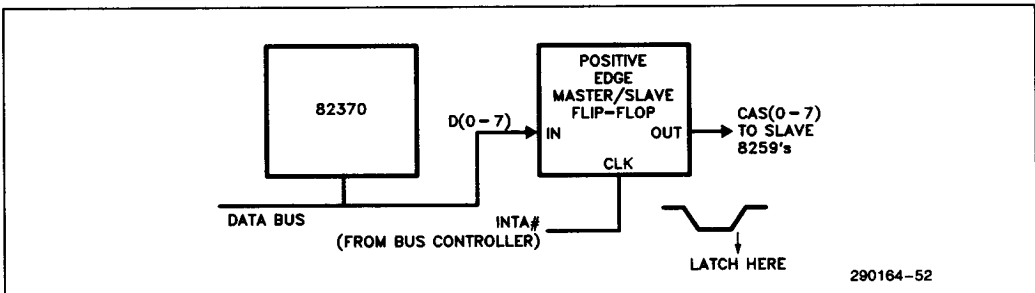 82370
POSITIVE
EDGE
MASTER/SLAVE
FLIP-FLOP
D(0-7)
IN
OUT
CLK
CAS(0-7)
TO SLAVE
8259's
DATA BUS
INTA#
(FROM BUS CONTROLLER)
LATCH HERE
290164-52